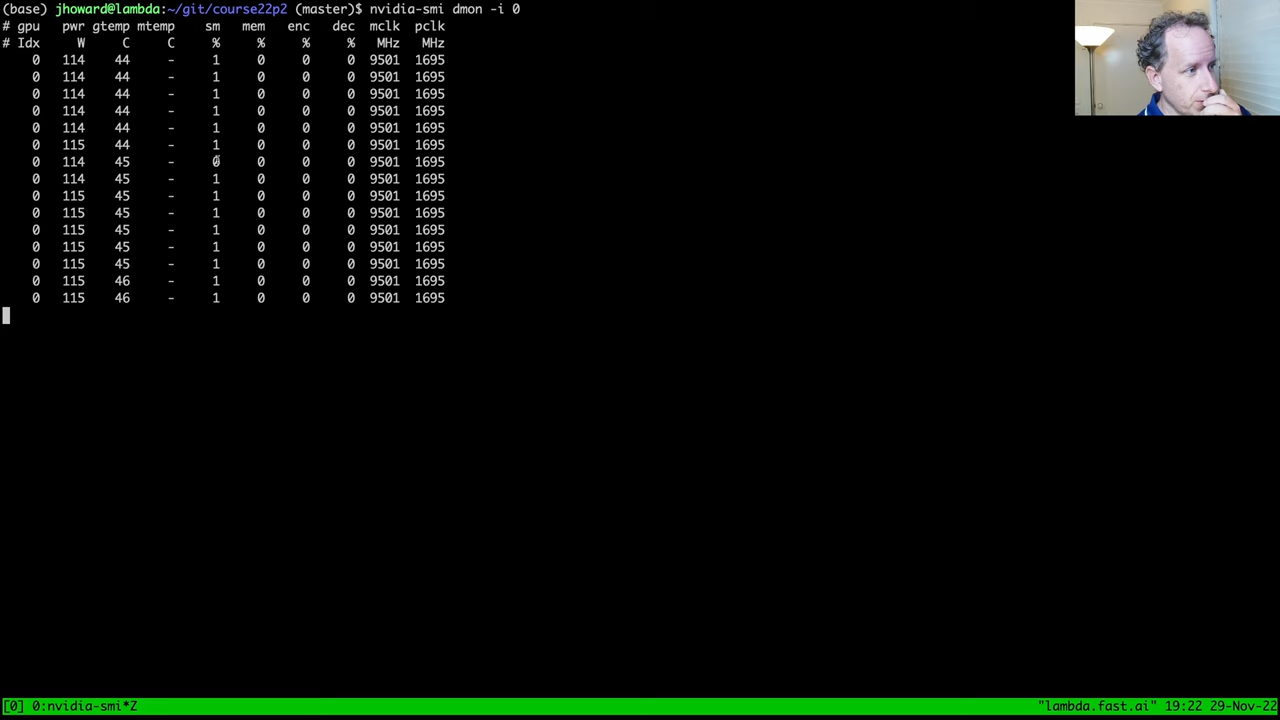 (base) jhoward@lambda:~/git/course22p2 (master)$ nvidia-smi dmon -i 0
# gpu pwr gtemp mtemp sm mem enc dec mclk pclk
# Idx W C C % % % % MHz MHz
0 114 44 - 1 0 0 0 9501 1695
0 114 44 - 1 0 0 0 9501 1695
0 114 44 - 1 0 0 0 9501 1695
0 114 44 - 1 0 0 0 9501 1695
0 114 44 - 1 0 0 0 9501 1695
0 115 44 - 1 0 0 0 9501 1695
0 114 45 - 0 0 0 0 9501 1695
0 114 45 - 1 0 0 0 9501 1695
0 115 45 - 1 0 0 0 9501 1695
0 115 45 - 1 0 0 0 9501 1695
0 115 45 - 1 0 0 0 9501 1695
0 115 45 - 1 0 0 0 9501 1695
0 115 45 - 1 0 0 0 9501 1695
0 115 46 - 1 0 0 0 9501 1695
0 115 46 - 1 0 0 0 9501 1695
[0] 0:nvidia-smi*Z "lambda.fast.ai" 19:22 29-Nov-22